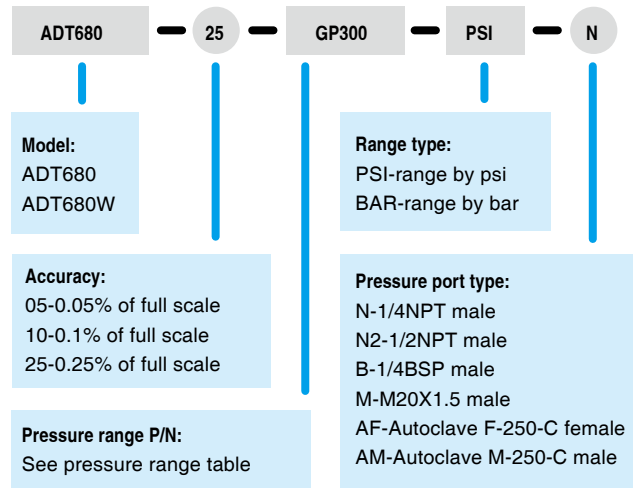 ADT680 25 GP300 PSI N
Model:
ADT680
ADT680W
Accuracy:
05-0.05% of full scale
10-0.1% of full scale
25-0.25% of full scale
Pressure range P/N:
See pressure range table
Range type:
PSI-range by psi
BAR-range by bar
Pressure port type:
N-1/4NPT male
N2-1/2NPT male
B-1/4BSP male
M-M20X1.5 male
AF-Autoclave F-250-C female
AM-Autoclave M-250-C male